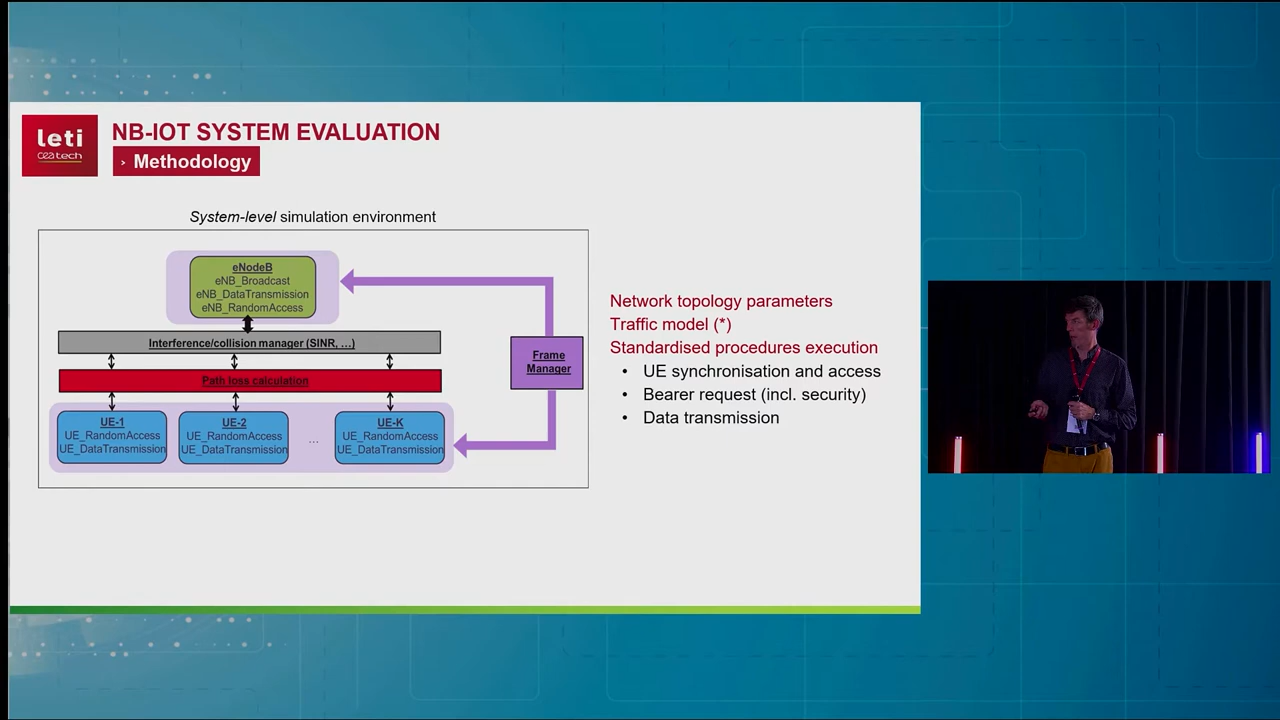 leti
ceatech
NB-IOT SYSTEM EVALUATION
› Methodology
System-level simulation environment
eNodeB
eNB_Broadcast
eNB_DataTransmission
eNB_RandomAccess
Interference/collision manager (SINR, ...)
Path loss calculation
UE-1
UE_RandomAccess
UE_DataTransmission
UE-2
UE_RandomAccess
UE_DataTransmission
...
UE-K
UE_RandomAccess
UE_DataTransmission
Frame
Manager
Network topology parameters
Traffic model (*)
Standardised procedures execution
• UE synchronisation and access
• Bearer request (incl. security)
• Data transmission